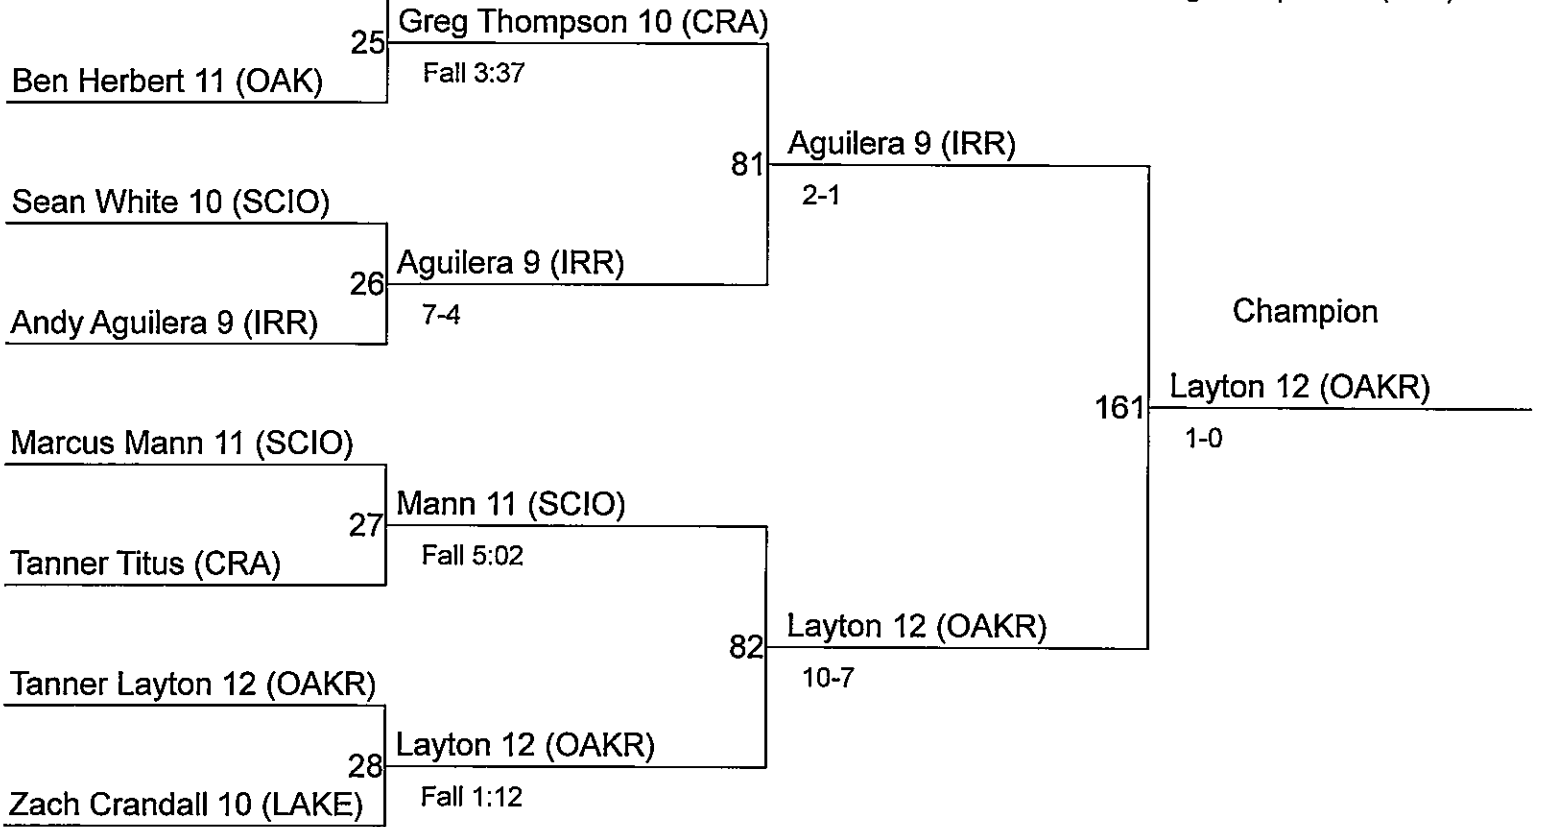 Greg Thompson 10 (CRA)
25
Fall 3:37
Ben Herbert 11 (OAK)
Aguilera 9 (IRR)
81
2-1
Sean White 10 (SCIO)
Aguilera 9 (IRR)
26
7-4
Andy Aguilera 9 (IRR)
Champion
Layton 12 (OAKR)
161
1-0
Marcus Mann 11 (SCIO)
Mann 11 (SCIO)
27
Fall 5:02
Tanner Titus (CRA)
Layton 12 (OAKR)
82
10-7
Tanner Layton 12 (OAKR)
Layton 12 (OAKR)
28
Fall 1:12
Zach Crandall 10 (LAKE)